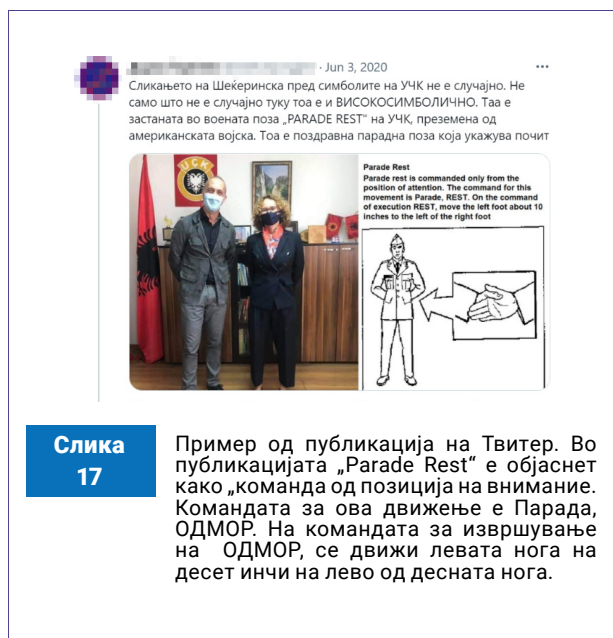 · Jun 3, 2020 ···
Сликањето на Шеќеринска пред симболите на УЧК не е случајно. Не
само што не е случајно туку тоа е и ВИСОКОСИМБОЛИЧНО. Таа е
застаната во воената поза „PARADE REST" на УЧК, преземена од
американската војска. Тоа е поздравна парадна поза која укажува почит
UÇK
Parade Rest
Parade rest is commanded only from the
position of attention. The command for this
movement is Parade, REST. On the command
of execution REST, move the left foot about 10
inches to the left of the right foot
Слика
17
Пример од публикација на Твитер. Во
публикацијата „Parade Rest“ е објаснет
како „команда од позиција на внимание.
Командата за ова движење е Парада,
ОДМОР. На командата за извршување
на ОДМОР, се движи левата нога на
десет инчи на лево од десната нога.